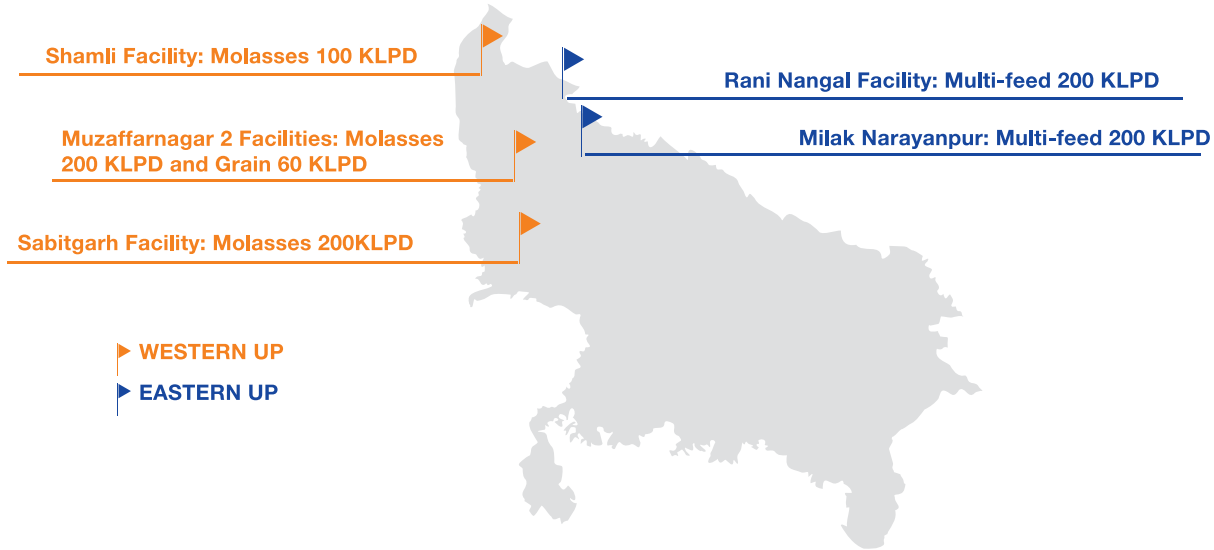 Shamli Facility: Molasses 100 KLPD
Rani Nangal Facility: Multi-feed 200 KLPD
Muzaffarnagar 2 Facilities: Molasses
200 KLPD and Grain 60 KLPD
Milak Narayanpur: Multi-feed 200 KLPD
Sabitgarh Facility: Molasses 200KLPD
WESTERN UP
EASTERN UP